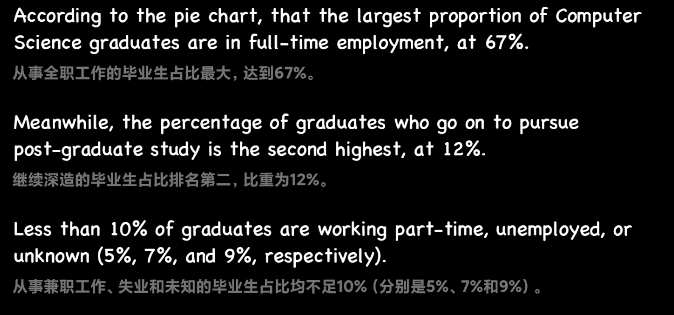 According to the pie chart, that the largest proportion of Computer
Science graduates are in full-time employment, at 67%.
从事全职工作的毕业生占比最大，达到67%。
Meanwhile, the percentage of graduates who go on to pursue
post-graduate study is the second highest, at 12%.
继续深造的毕业生占比排名第二，比重为12%。
Less than 10% of graduates are working part-time, unemployed, or
unknown (5%, 7%, and 9%, respectively).
从事兼职工作、失业和未知的毕业生占比均不足10%（分别是5%、7%和9%）。